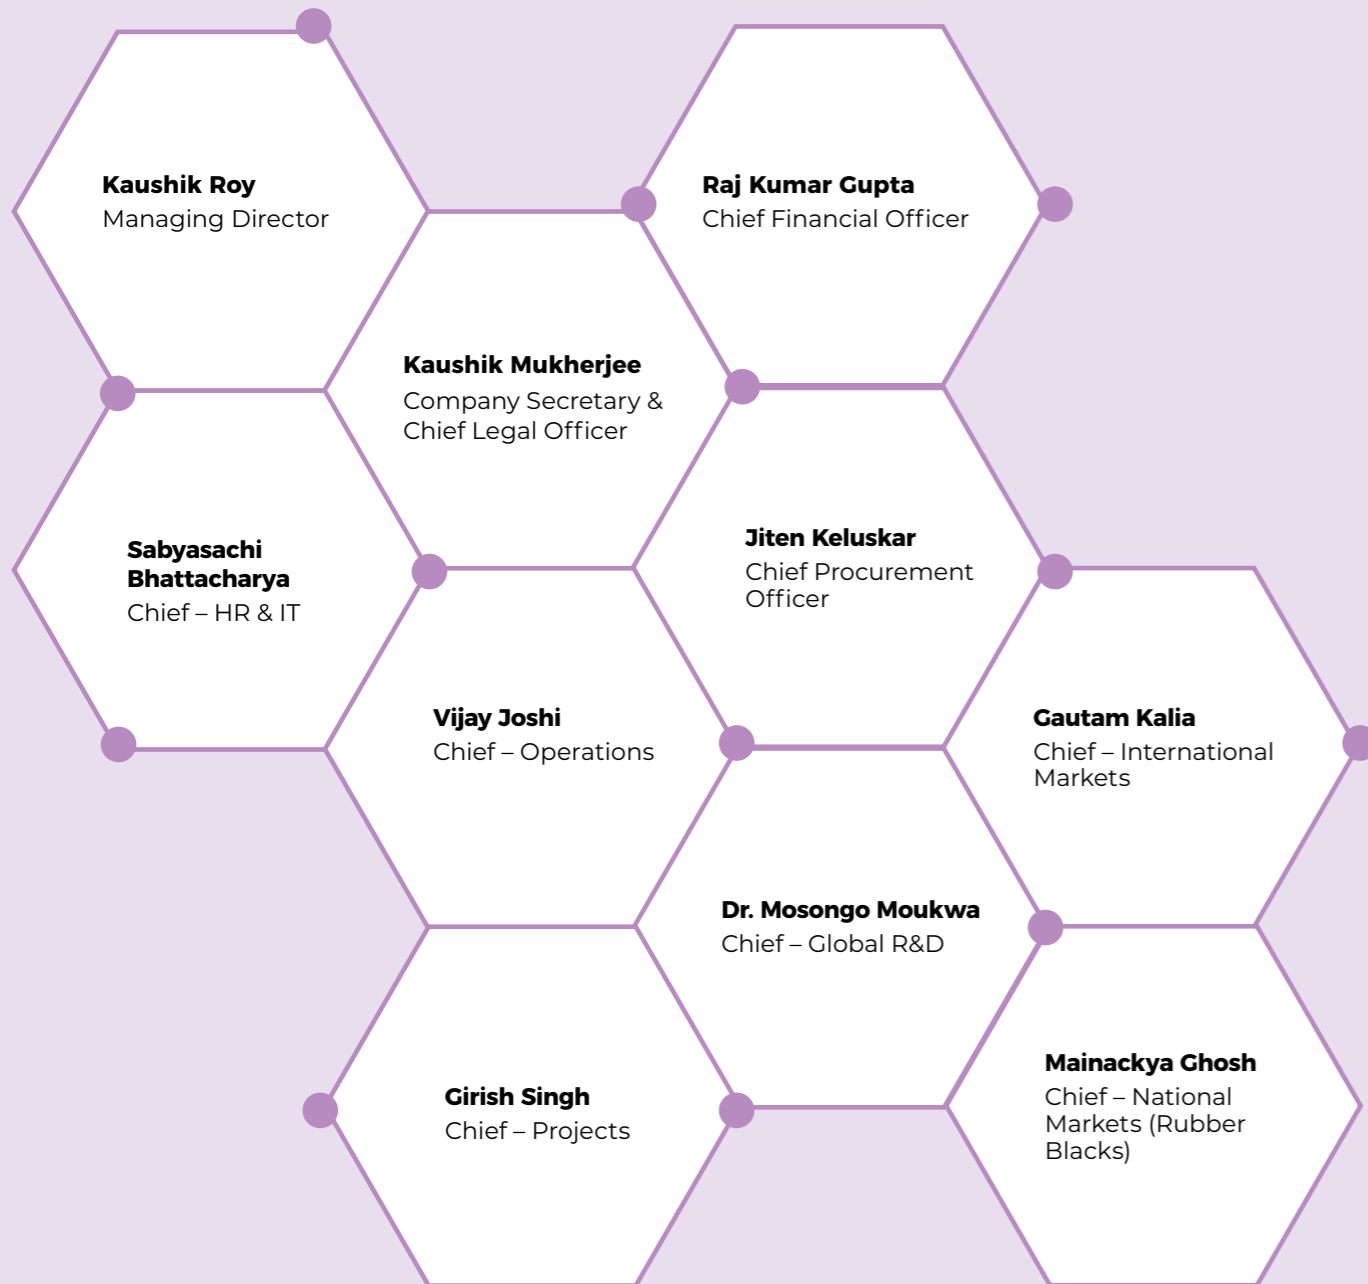 Kaushik Roy
Managing Director
Raj Kumar Gupta
Chief Financial Officer
Kaushik Mukherjee
Company Secretary &
Chief Legal Officer
Sabyasachi
Bhattacharya
Chief – HR & IT
Jiten Keluskar
Chief Procurement
Officer
Vijay Joshi
Chief – Operations
Gautam Kalia
Chief – International
Markets
Dr. Mosongo Moukwa
Chief – Global R&D
Girish Singh
Chief – Projects
Mainackya Ghosh
Chief – National
Markets (Rubber
Blacks)